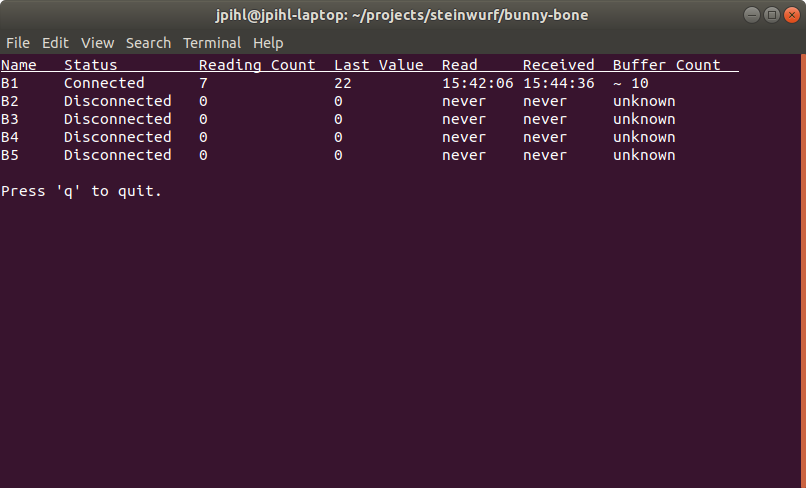 jpihl@jpihl-laptop: ~/projects/steinwurf/bunny-bone
File Edit View Search Terminal Help
Name Status Reading Count Last Value Read Received Buffer Count
B1 Connected 7 22 15:42:06 15:44:36 ~ 10
B2 Disconnected 0 0 never never unknown
B3 Disconnected 0 0 never never unknown
B4 Disconnected 0 0 never never unknown
B5 Disconnected 0 0 never never unknown
Press 'q' to quit.